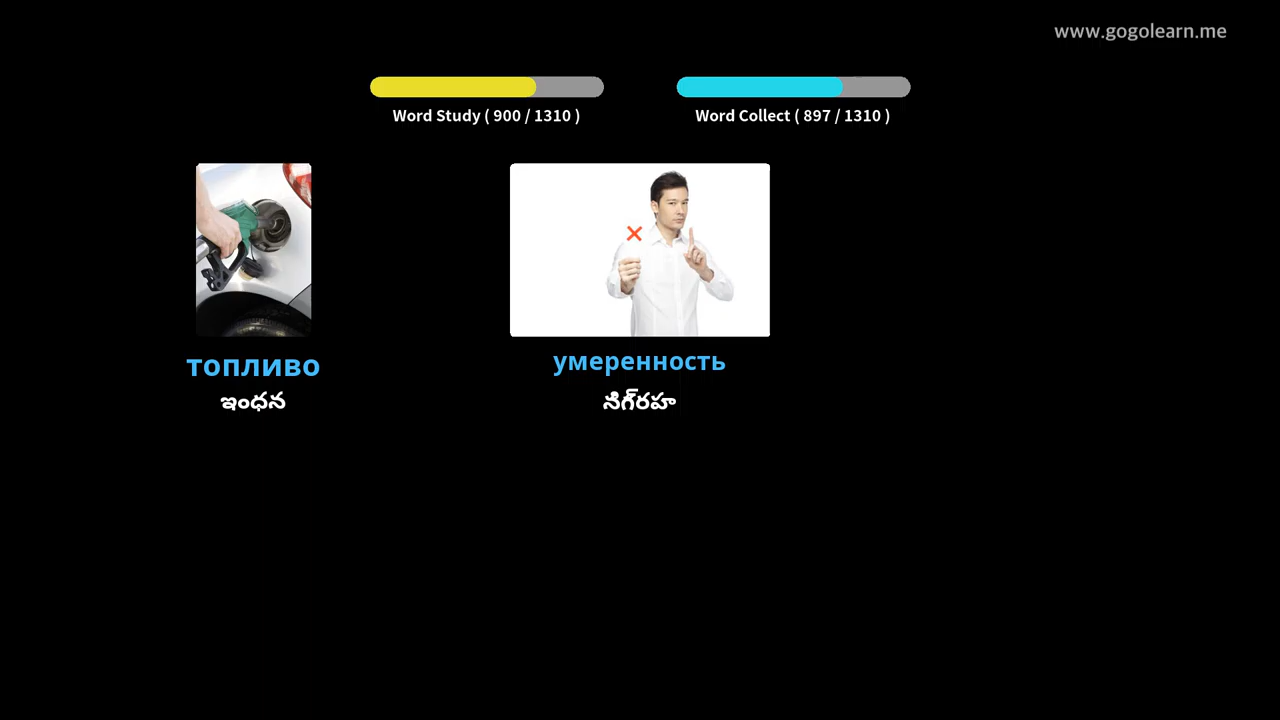 www.gogolearn.me
Word Study ( 900 / 1310 )
Word Collect ( 897 / 1310 )
топливо
ఇంధన
умеренность
నిగ్‌రహ